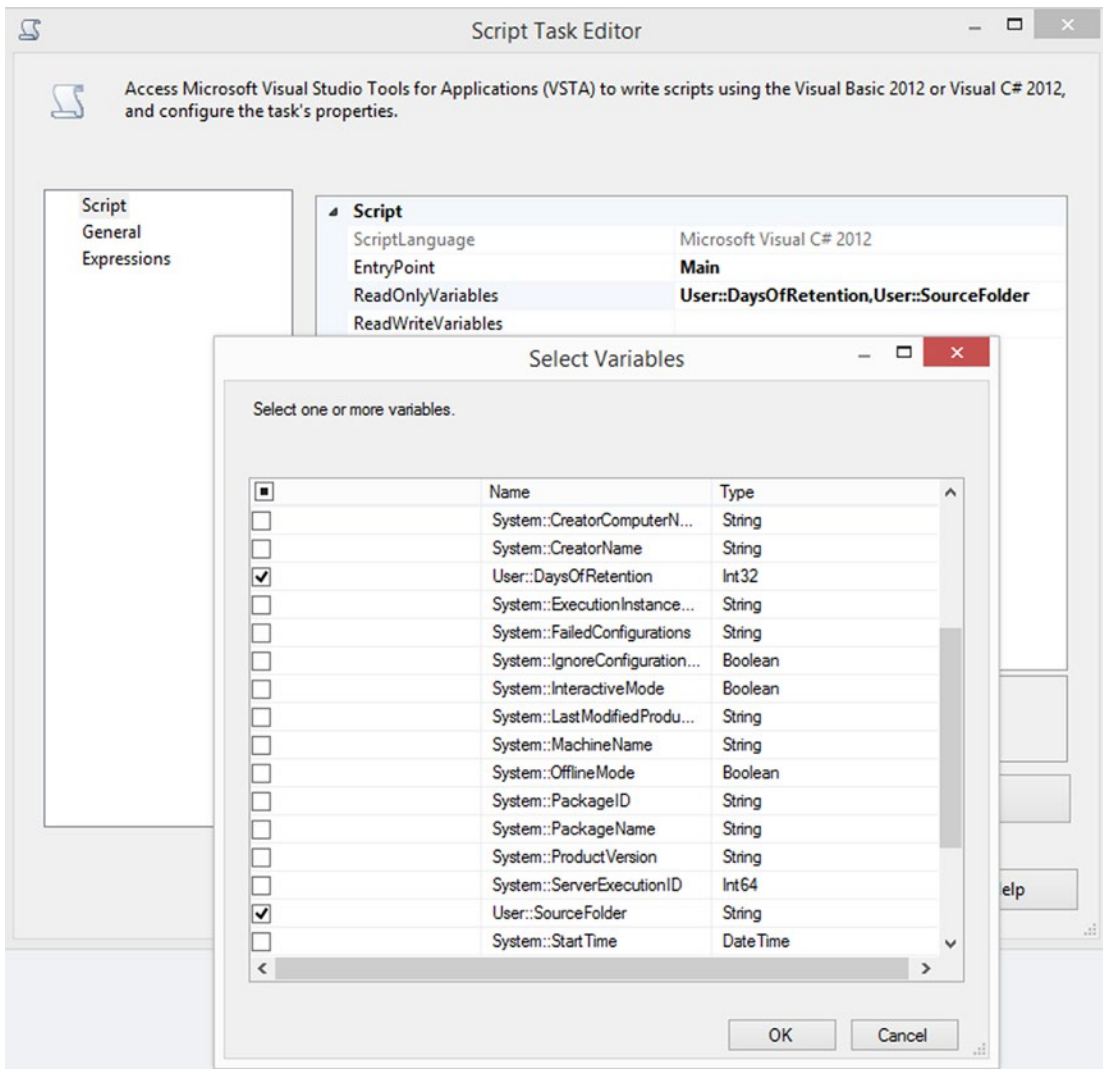 Script Task Editor
Access Microsoft Visual Studio Tools for Applications (VSTA) to write scripts using the Visual Basic 2012 or Visual C# 2012,
and configure the task's properties.
Script
General
Expressions
Script
ScriptLanguage Microsoft Visual C# 2012
EntryPoint Main
ReadOnlyVariables User::DaysOfRetention,User::SourceFolder
ReadWriteVariables
Select Variables
Select one or more variables.
Name Type
System::CreatorComputerN... String
System::CreatorName String
User::DaysOfRetention Int32
System::ExecutionInstance... String
System::FailedConfigurations String
System::IgnoreConfiguration... Boolean
System::InteractiveMode Boolean
System::LastModifiedProdu... String
System::MachineName String
System::OfflineMode Boolean
System::PackageID String
System::PackageName String
System::ProductVersion String
System::ServerExecutionID Int64
User::SourceFolder String
System::StartTime DateTime
elp
OK Cancel